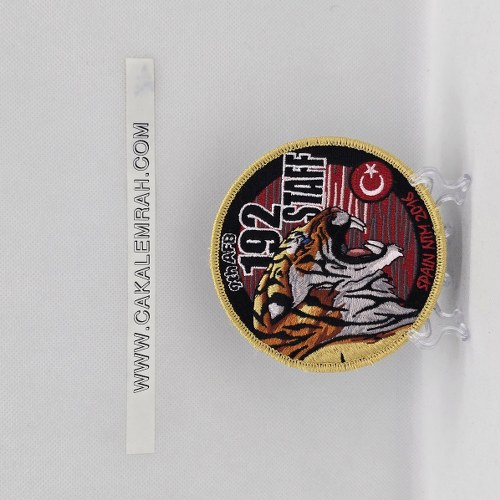 WWW.CAKALEMRAH.COM
9th AFB
192
STAFF
SPAIN NTM 2016